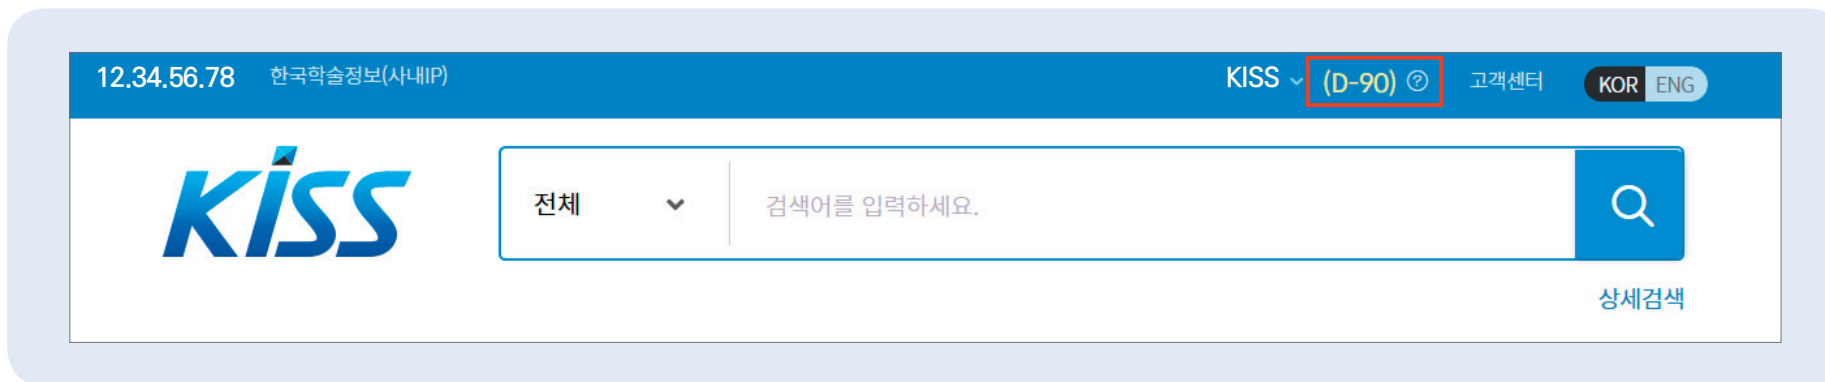 12.34.56.78 한국학술정보(사내IP) KISS (D-90) ? 고객센터 KOR ENG
KISS 전체 검색어를 입력하세요.
상세검색